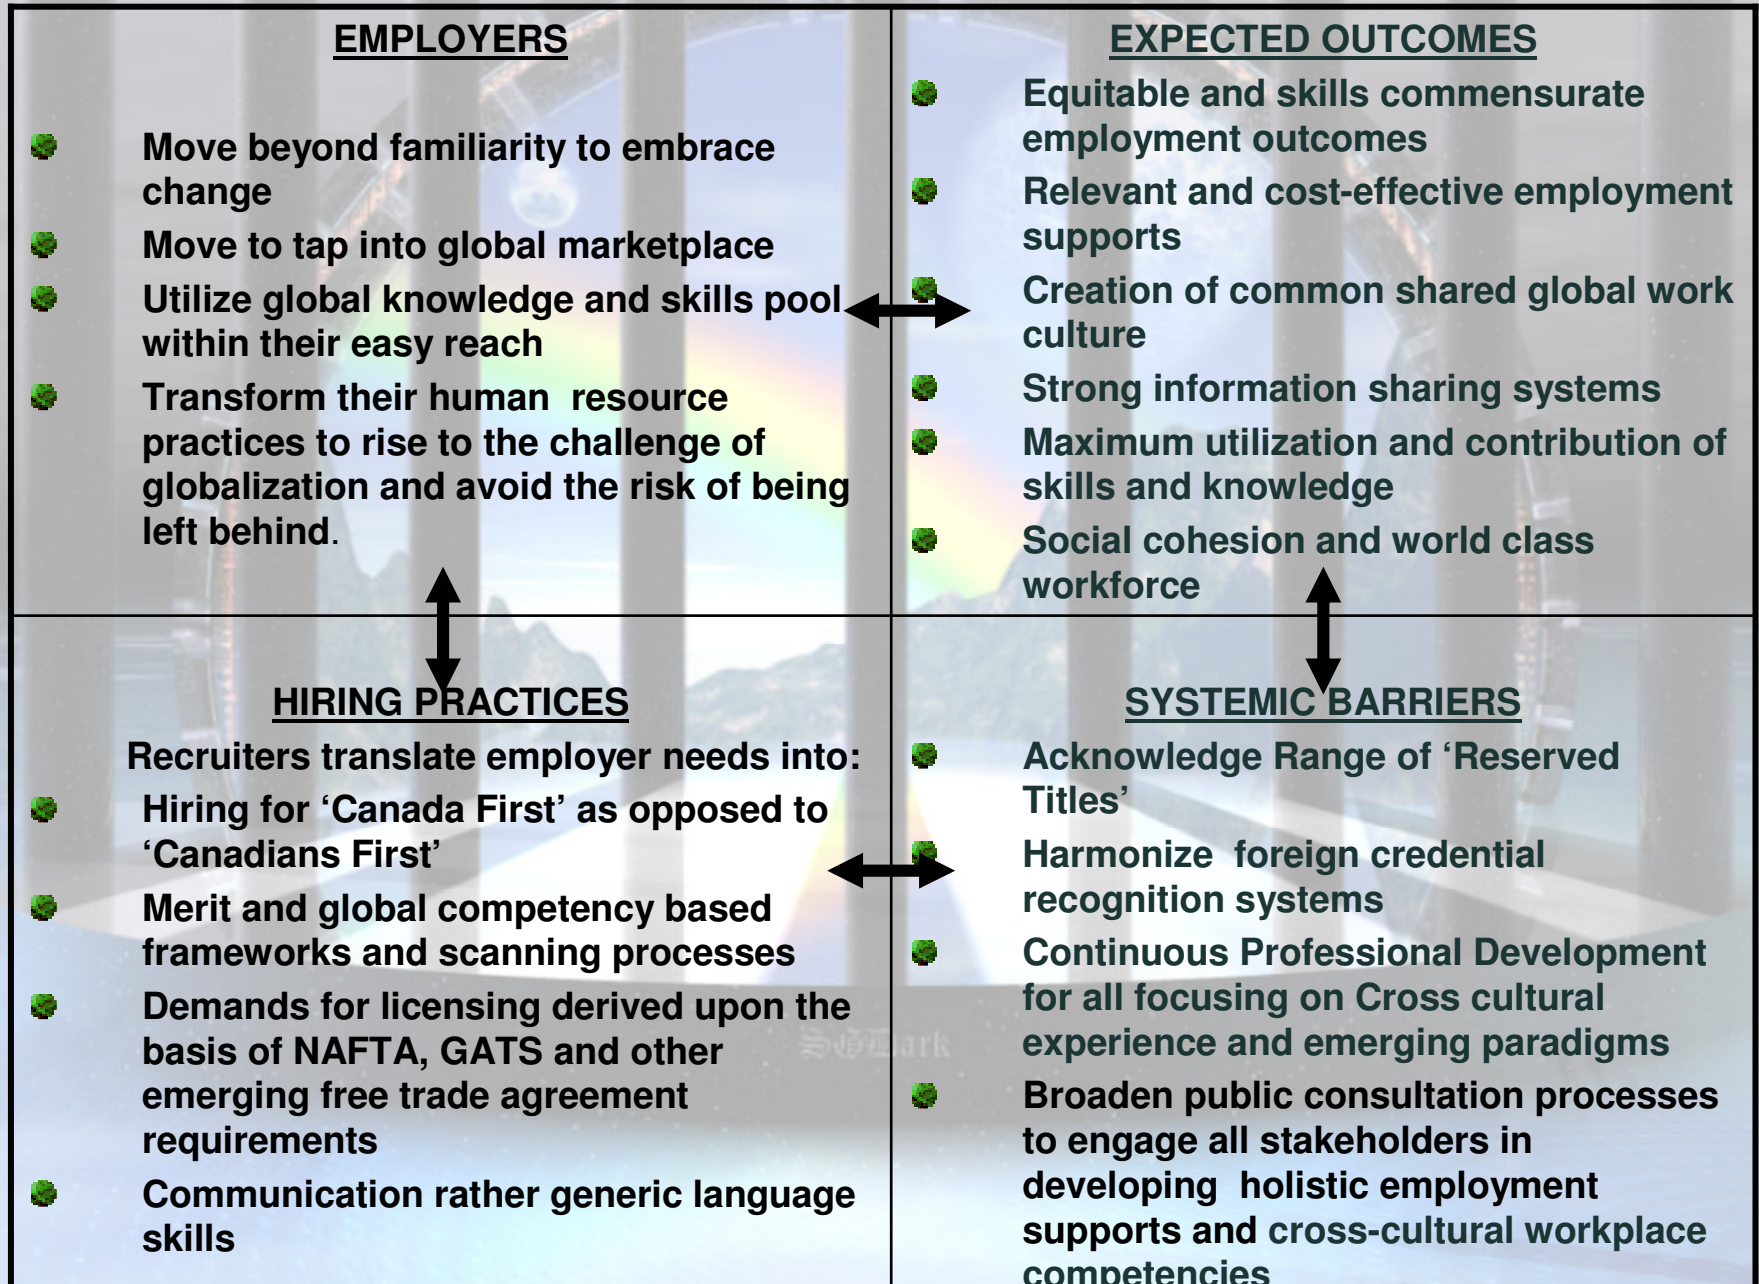 EMPLOYERS
Move beyond familiarity to embrace
change
Move to tap into global marketplace
Utilize global knowledge and skills pool
within their easy reach
Transform their human  resource
practices to rise to the challenge of
globalization and avoid the risk of being
left behind.
EXPECTED OUTCOMES
Equitable and skills commensurate
employment outcomes
Relevant and cost-effective employment
supports
Creation of common shared global work
culture
Strong information sharing systems
Maximum utilization and contribution of
skills and knowledge
Social cohesion and world class
workforce
HIRING PRACTICES
Recruiters translate employer needs into:
Hiring for ‘Canada First’ as opposed to
‘Canadians First’
Merit and global competency based
frameworks and scanning processes
Demands for licensing derived upon the
basis of NAFTA, GATS and other
emerging free trade agreement
requirements
Communication rather generic language
skills
SYSTEMIC BARRIERS
Acknowledge Range of ‘Reserved
Titles’
Harmonize  foreign credential
recognition systems
Continuous Professional Development
for all focusing on Cross cultural
experience and emerging paradigms
Broaden public consultation processes
to engage all stakeholders in
developing  holistic employment
supports and cross-cultural workplace
competencies